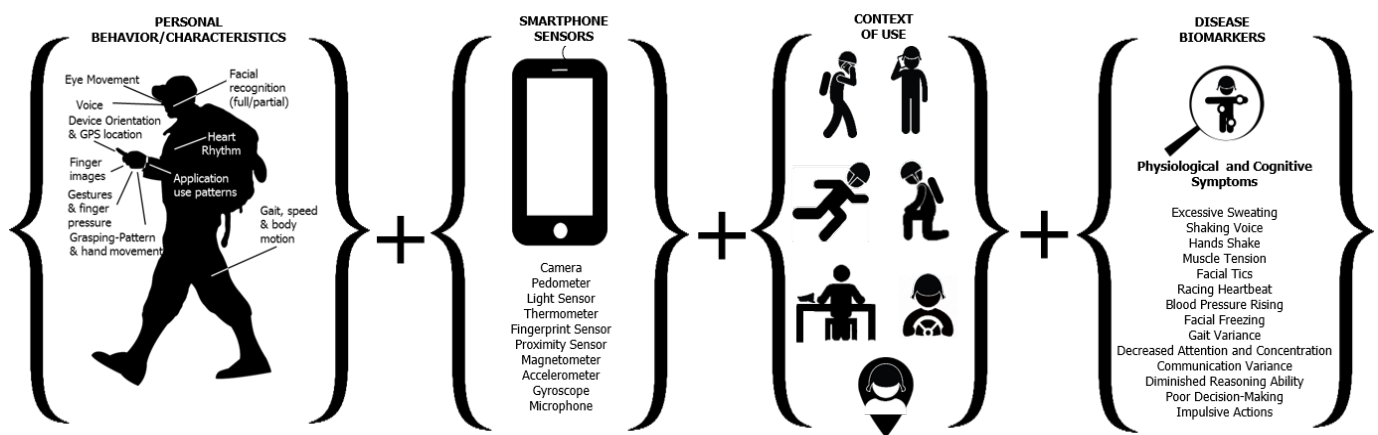 PERSONAL
BEHAVIOR/CHARACTERISTICS
Eye Movement
Facial
recognition
(full/partial)
Voice
Device Orientation
& GPS location
Heart
Rhythm
Finger
images
Application
use patterns
Gestures
& finger
pressure
Gait, speed
& body
motion
Grasping-Pattern
& hand movement
SMARTPHONE
SENSORS
Camera
Pedometer
Light Sensor
Thermometer
Fingerprint Sensor
Proximity Sensor
Magnetometer
Accelerometer
Gyroscope
Microphone
CONTEXT
OF USE
DISEASE
BIOMARKERS
Physiological and Cognitive
Symptoms
Excessive Sweating
Shaking Voice
Hands Shake
Muscle Tension
Facial Tics
Racing Heartbeat
Blood Pressure Rising
Facial Freezing
Gait Variance
Decreased Attention and Concentration
Communication Variance
Diminished Reasoning Ability
Poor Decision-Making
Impulsive Actions